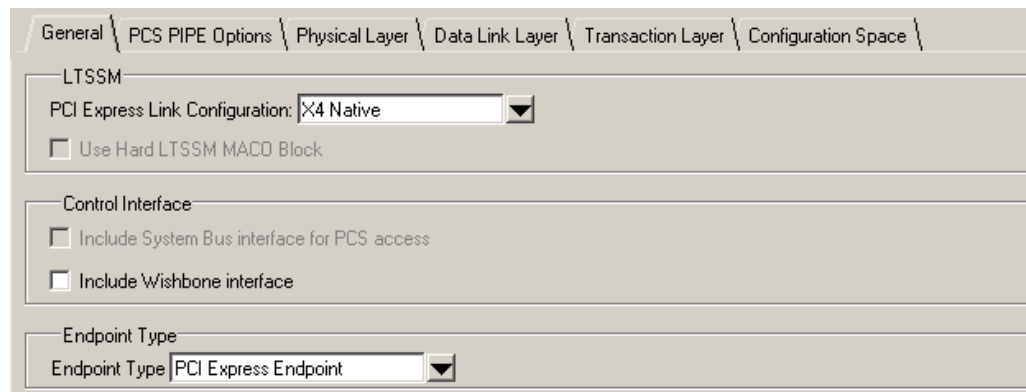 General PCS PIPE Options Physical Layer Data Link Layer Transaction Layer Configuration Space
LTSSM
PCI Express Link Configuration: X4 Native
Use Hard LTSSM MACO Block
Control Interface
Include System Bus interface for PCS access
Include Wishbone interface
Endpoint Type
Endpoint Type PCI Express Endpoint